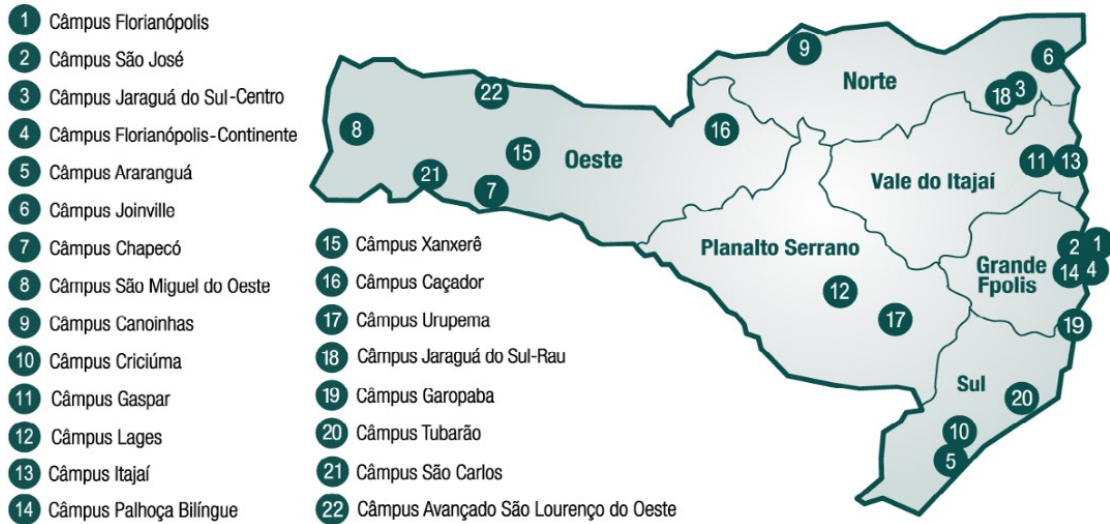 1 Câmpus Florianópolis
2 Câmpus São José
3 Câmpus Jaraguá do Sul-Centro
4 Câmpus Florianópolis-Continente
5 Câmpus Araranguá
6 Câmpus Joinville
7 Câmpus Chapecó
8 Câmpus São Miguel do Oeste
9 Câmpus Canoinhas
10 Câmpus Criciúma
11 Câmpus Gaspar
12 Câmpus Lages
13 Câmpus Itajaí
14 Câmpus Palhoça Bilíngue
15 Câmpus Xanxerê
16 Câmpus Caçador
17 Câmpus Urupema
18 Câmpus Jaraguá do Sul-Rau
19 Câmpus Garopaba
20 Câmpus Tubarão
21 Câmpus São Carlos
22 Câmpus Avançado São Lourenço do Oeste
9
6
Norte
22
18
3
8
16
15
Oeste
11
13
21
7
Vale do Itajaí
Planalto Serrano
2
1
Grande
Fpolis
14
4
12
17
19
Sul
20
10
5